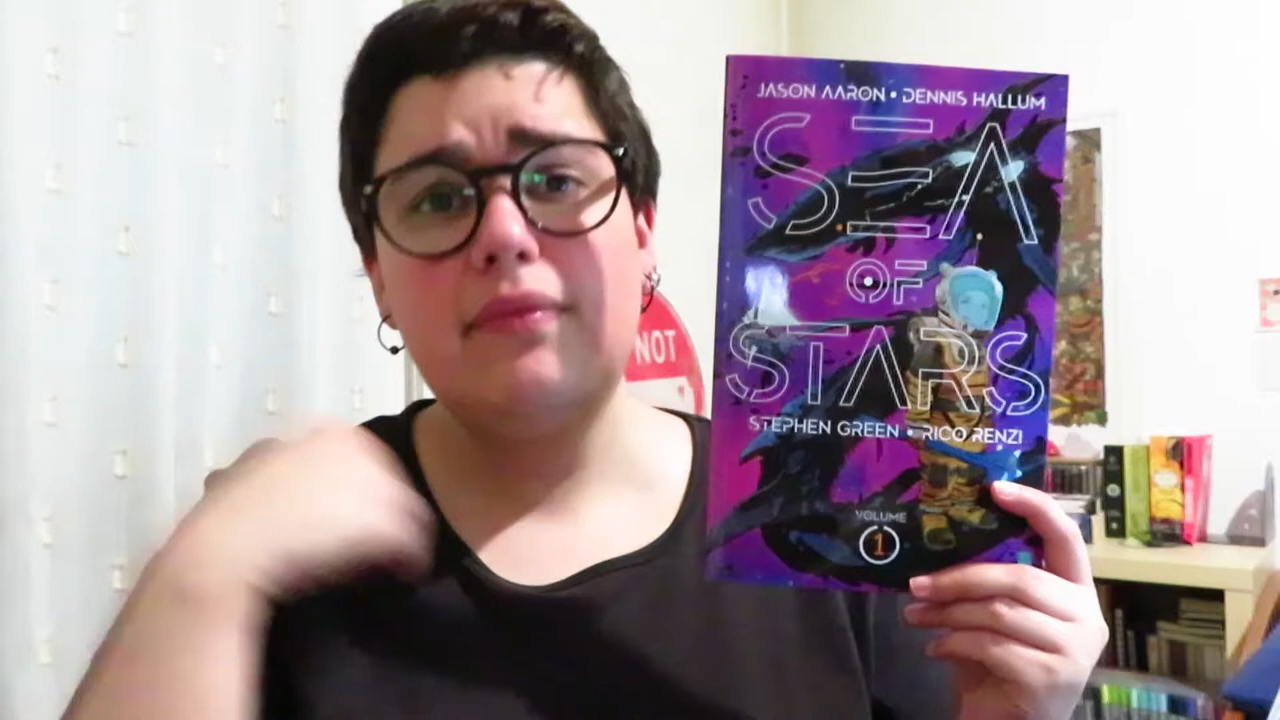 JASON AARON • DENNIS HALLUM
SEA
OF
STARS
STEPHEN GREEN • RICO RENZI
VOLUME
1
NOT